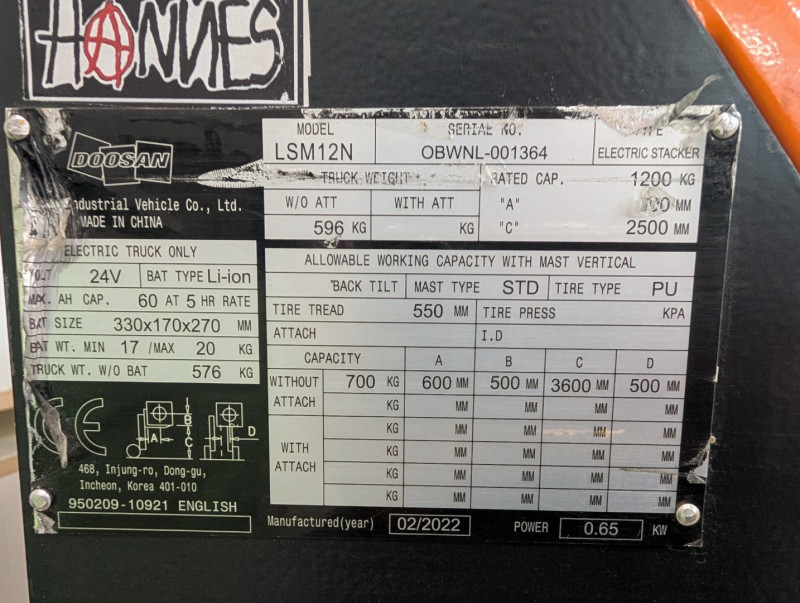 HANNES
DOOSAN
Industrial Vehicle Co., Ltd.
MADE IN CHINA
MODEL SERIAL NO.
LSM12N OBWNL-001364 ELECTRIC STACKER
TRUCK WEIGHT RATED CAP. 1200 KG
W/O ATT WITH ATT "A" MM
596 KG KG "C" 2500 MM
ELECTRIC TRUCK ONLY
VOLT 24V BAT TYPE Li-ion
MAX. AH CAP. 60 AT 5 HR RATE
BAT SIZE 330x170x270 MM
BAT WT. MIN 17 /MAX 20 KG
TRUCK WT. W/O BAT 576 KG
ALLOWABLE WORKING CAPACITY WITH MAST VERTICAL
°BACK TILT MAST TYPE STD TIRE TYPE PU
TIRE TREAD 550 MM TIRE PRESS KPA
ATTACH I.D
CAPACITY A B C D
WITHOUT ATTACH 700 KG 600 MM 500 MM 3600 MM 500 MM
KG MM MM MM MM
WITH ATTACH KG MM MM MM MM
KG MM MM MM MM
KG MM MM MM MM
KG MM MM MM MM
CE
A B C D
468, Injung-ro, Dong-gu,
Incheon, Korea 401-010
950209-10921 ENGLISH
Manufactured(year) 02/2022 POWER 0.65 KW